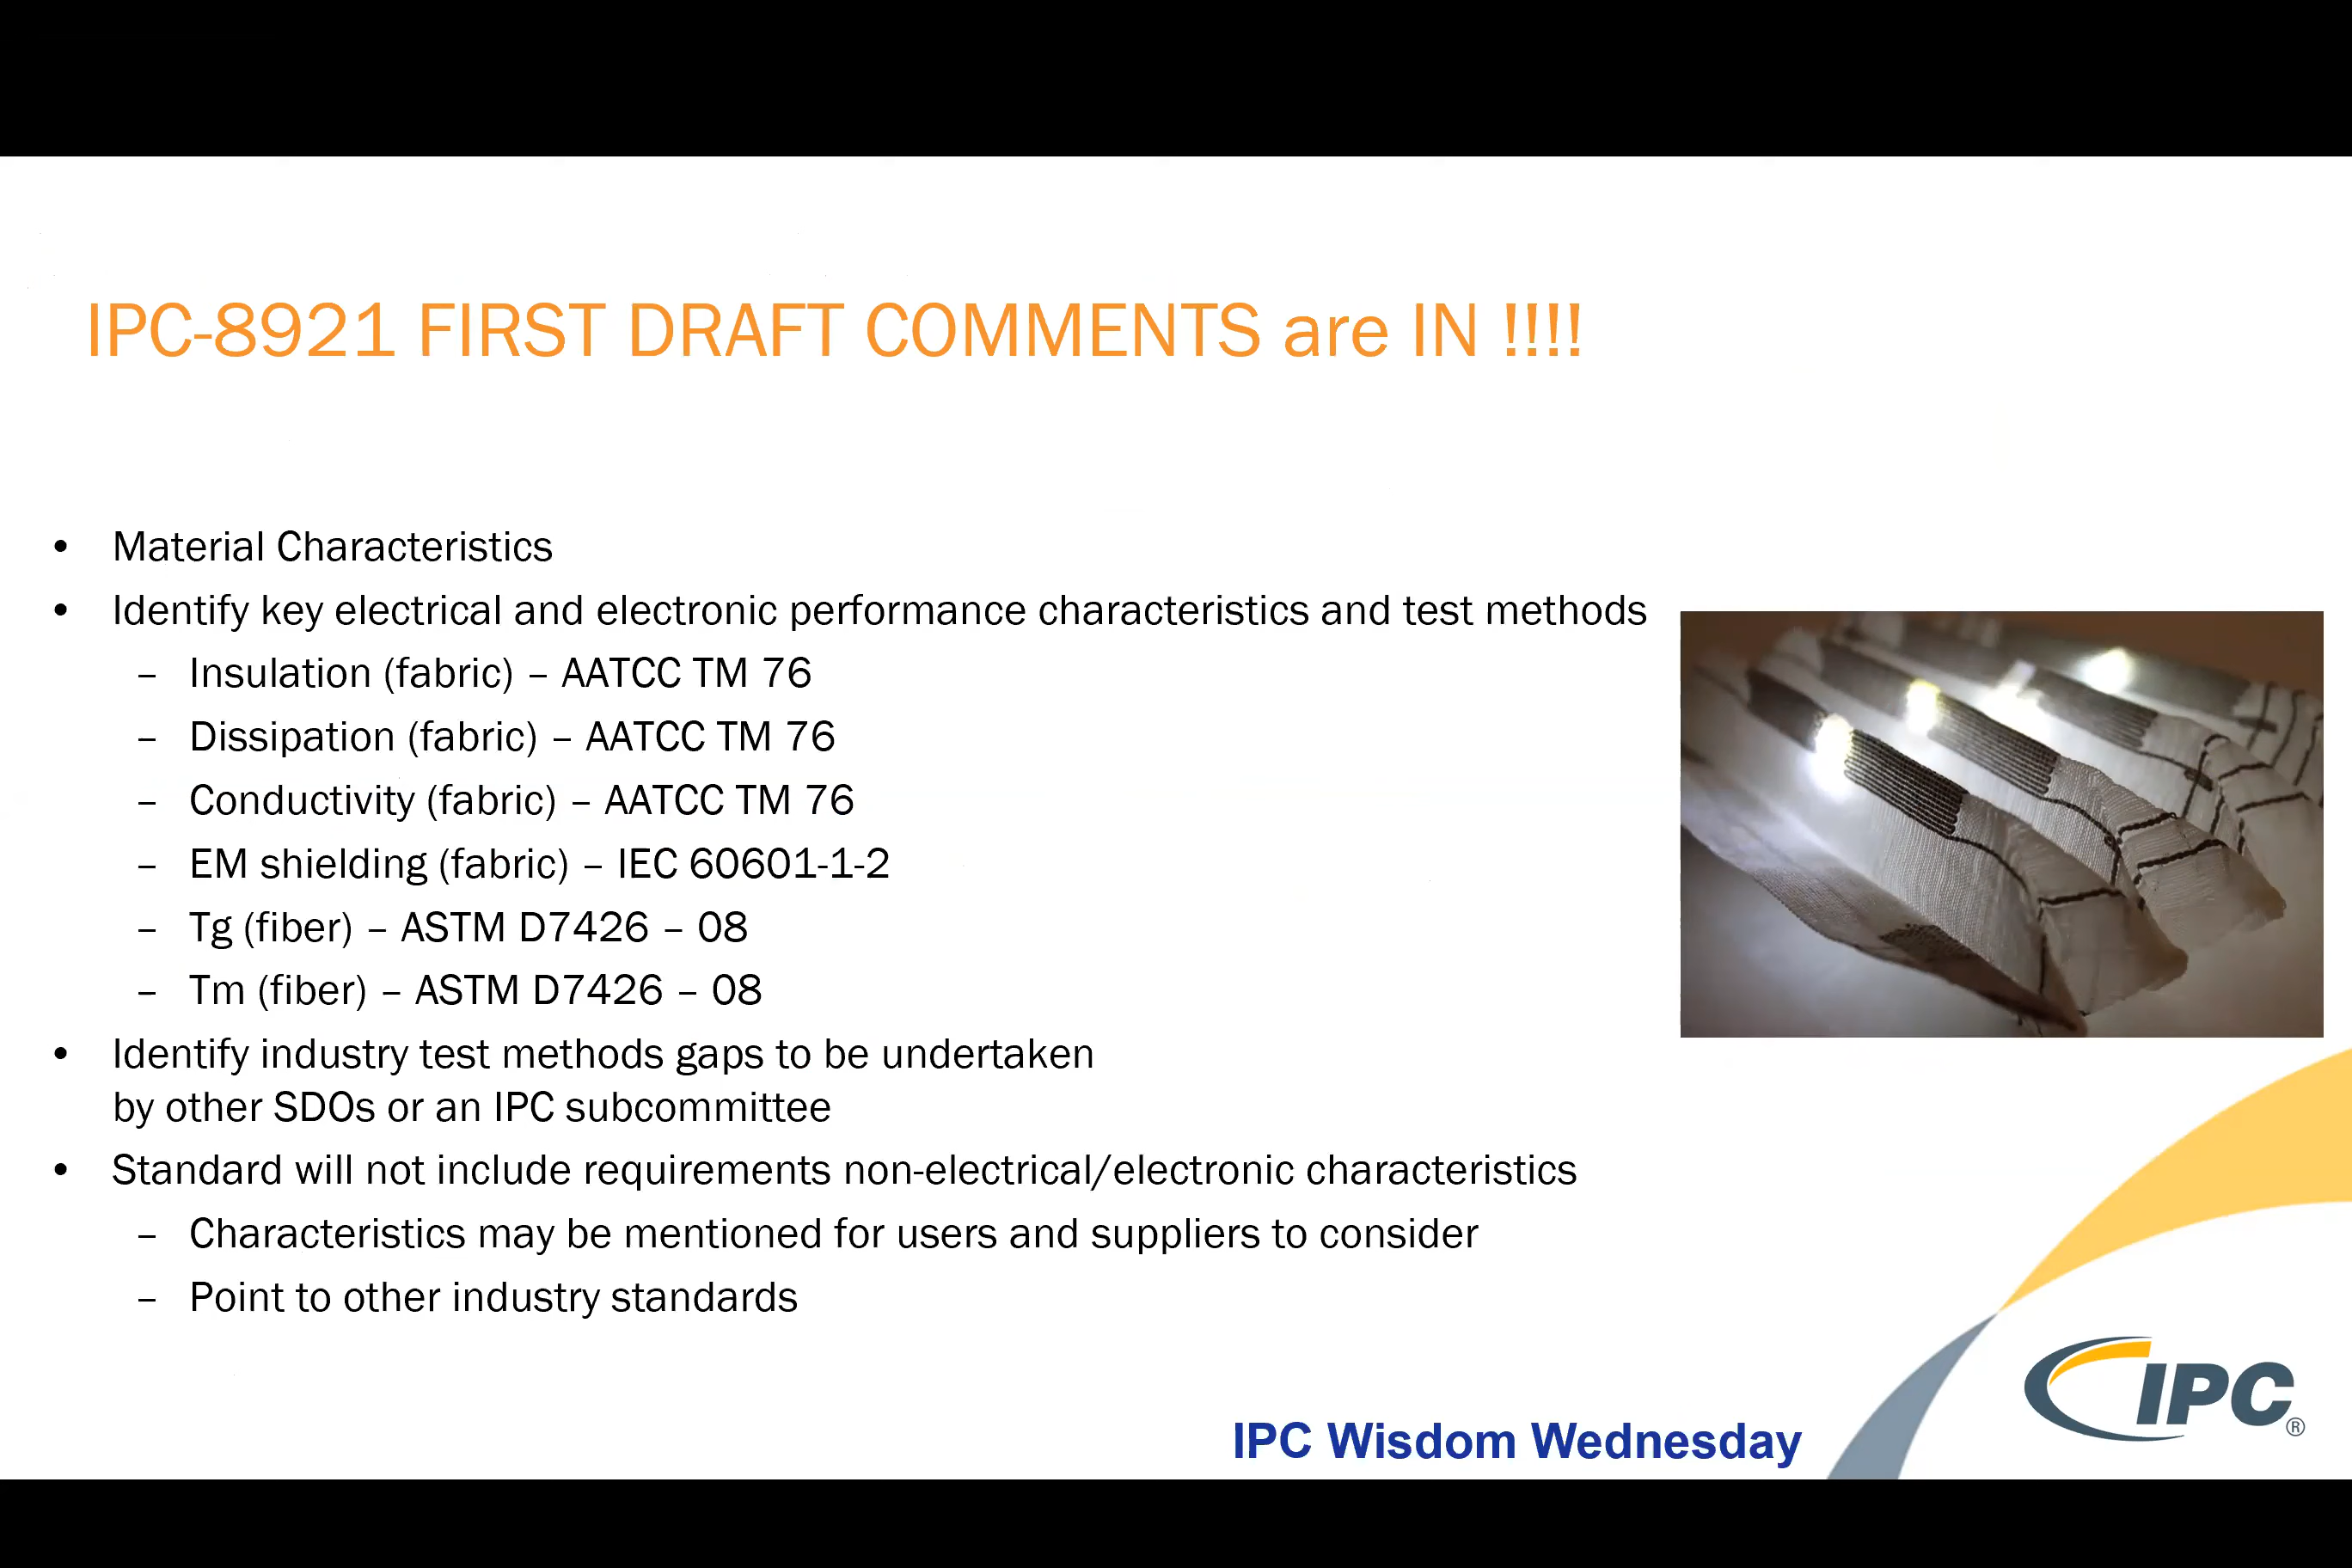 IPC-8921 FIRST DRAFT COMMENTS are IN !!!!
• Material Characteristics
• Identify key electrical and electronic performance characteristics and test methods
– Insulation (fabric) – AATCC TM 76
– Dissipation (fabric) – AATCC TM 76
– Conductivity (fabric) – AATCC TM 76
– EM shielding (fabric) – IEC 60601-1-2
– Tg (fiber) – ASTM D7426 – 08
– Tm (fiber) – ASTM D7426 – 08
• Identify industry test methods gaps to be undertaken
by other SDOs or an IPC subcommittee
• Standard will not include requirements non-electrical/electronic characteristics
– Characteristics may be mentioned for users and suppliers to consider
– Point to other industry standards
IPC Wisdom Wednesday
IPC®